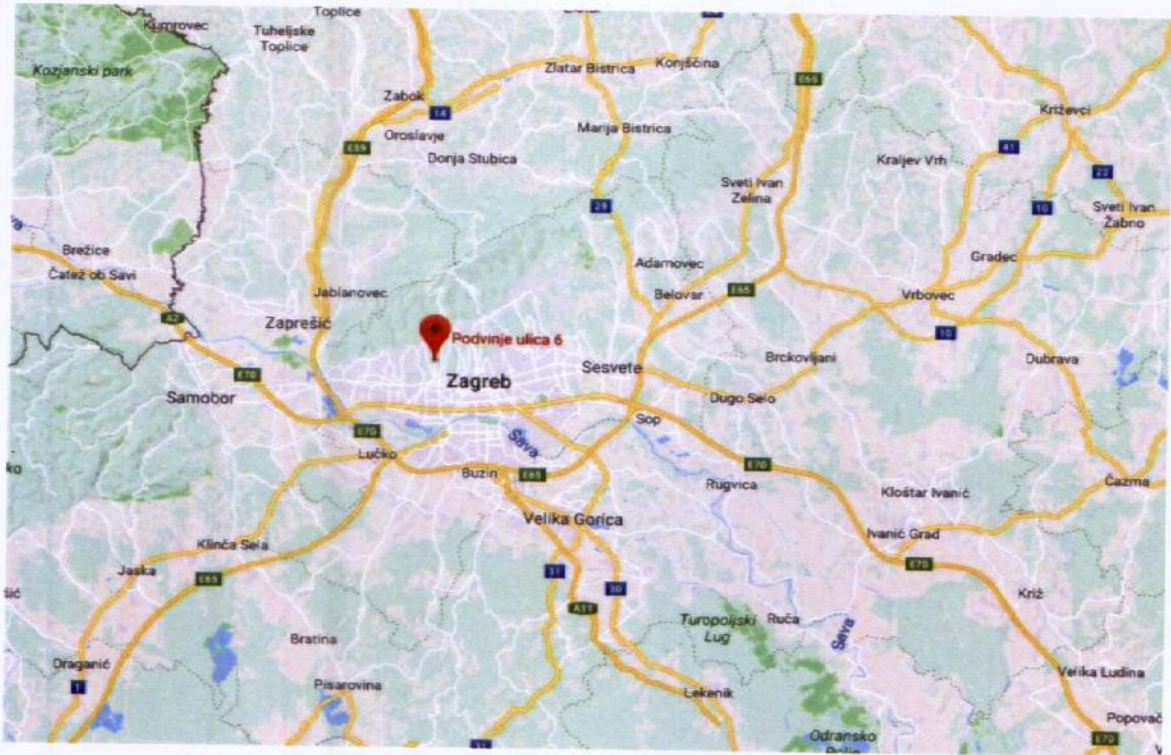 Kumrovec
Toplice
Tuheljske
Toplice
Kozjanski park
Zlatar Bistrica
Konjščina
E65
Zabok
14
Križevci
Oroslavje
Marija Bistrica
E59
Donja Stubica
41
Kraljev Vrh
22
Sveti Ivan
Zelina
29
10
Sveti Ivan
Žabno
Brežice
Čatež ob Savi
Adamovec
Gradec
Jablanovec
Belovar
E65
Vrbovec
A2
Zaprešić
Podvinje ulica 6
10
Brckovljani
Dubrava
E70
Zagreb
Sesvete
Samobor
Dugo Selo
Sop
E70
Sava
Lučko
Buzin
E65
E70
Rugvica
Čazma
Kloštar Ivanić
Velika Gorica
Ivanić Grad
Klinča Sela
E70
Jaska
E65
31
30
Križ
A11
Turopoljski
Lug
Ruča
Sava
Bratina
Draganić
1
Pisarovina
Lekenik
Velika Ludina
Popovač
Odransko
31
E70